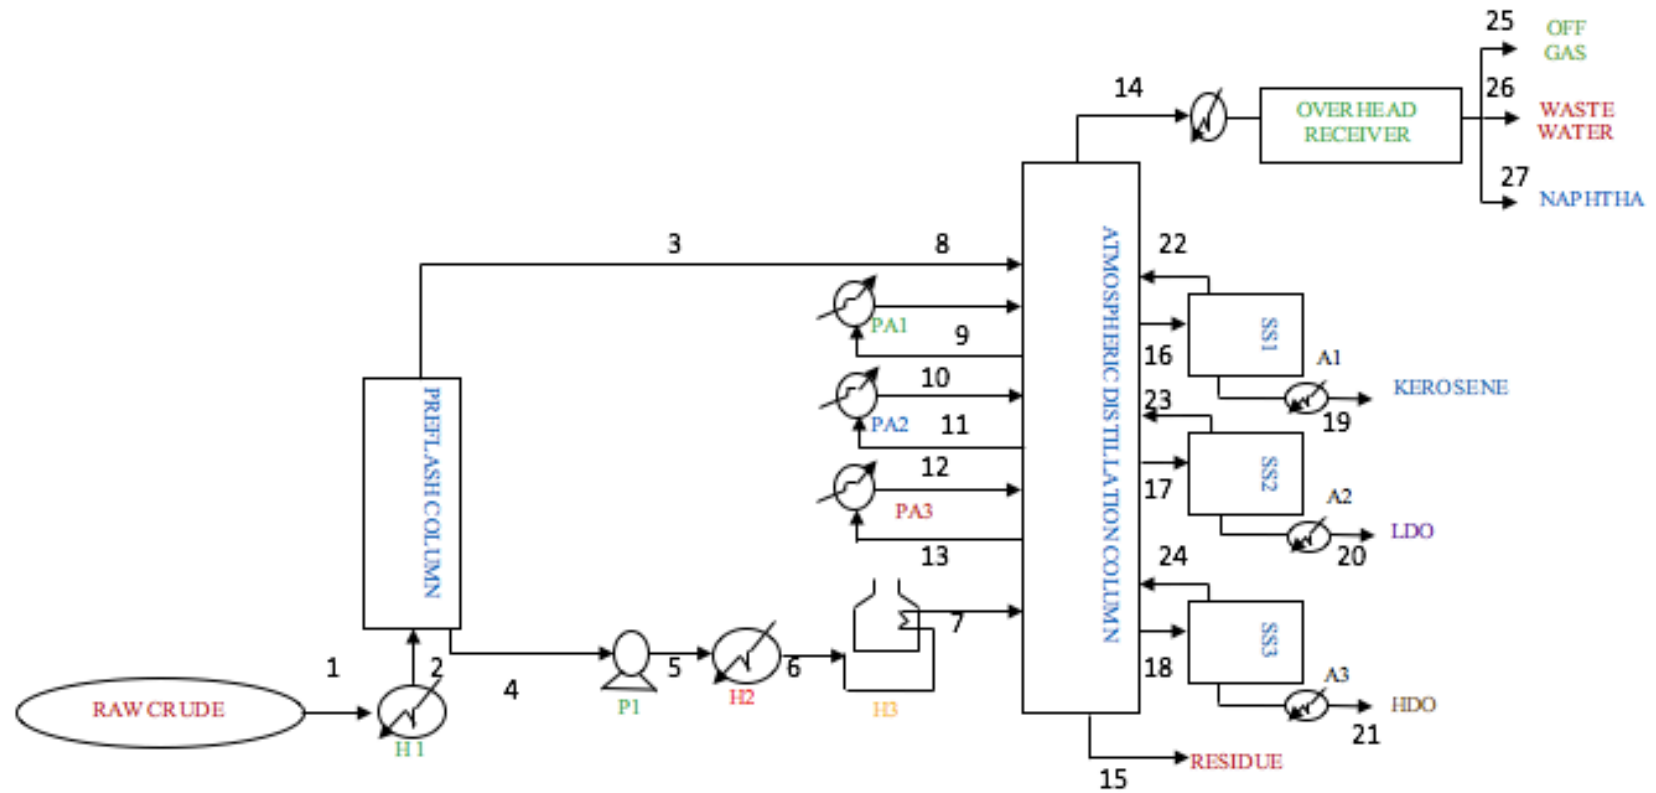 25
OFF
GAS
14
26
OVERHEAD
RECEIVER
WASTE
WATER
27
NAPHTHA
3
8
22
ATMOSPHERIC DISTILLATION COLUMN
PA1
9
SS1
16
A1
KEROSENE
19
PREFLASH COLUMN
10
PA2
11
23
SS2
12
17
A2
PA3
LDO
20
13
24
7
SS3
1
2
4
5
6
18
A3
RAW CRUDE
H1
P1
H2
H3
HDO
21
15
RESIDUE